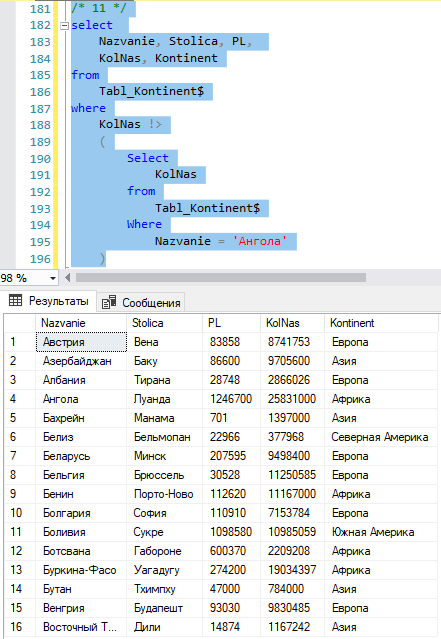 181 /* 11 */
182 select
183 Nazvanie, Stolica, PL,
184 KolNas, Kontinent
185 from
186 Tabl_Kontinent$
187 where
188 KolNas !>
189 (
190 Select
191 KolNas
192 from
193 Tabl_Kontinent$
194 Where
195 Nazvanie = 'Ангола'
196 )
98 %
Результаты Сообщения
Nazvanie Stolica PL KolNas Kontinent
1 Австрия Вена 83858 8741753 Европа
2 Азербайджан Баку 86600 9705600 Азия
3 Албания Тирана 28748 2866026 Европа
4 Ангола Луанда 1246700 25831000 Африка
5 Бахрейн Манама 701 1397000 Азия
6 Белиз Бельмопан 22966 377968 Северная Америка
7 Беларусь Минск 207595 9498400 Европа
8 Бельгия Брюссель 30528 11250585 Европа
9 Бенин Порто-Ново 112620 11167000 Африка
10 Болгария София 110910 7153784 Европа
11 Боливия Сукре 1098580 10985059 Южная Америка
12 Ботсвана Габороне 600370 2209208 Африка
13 Буркина-Фасо Уагадугу 274200 19034397 Африка
14 Бутан Тхимпху 47000 784000 Азия
15 Венгрия Будапешт 93030 9830485 Европа
16 Восточный Т... Дили 14874 1167242 Азия